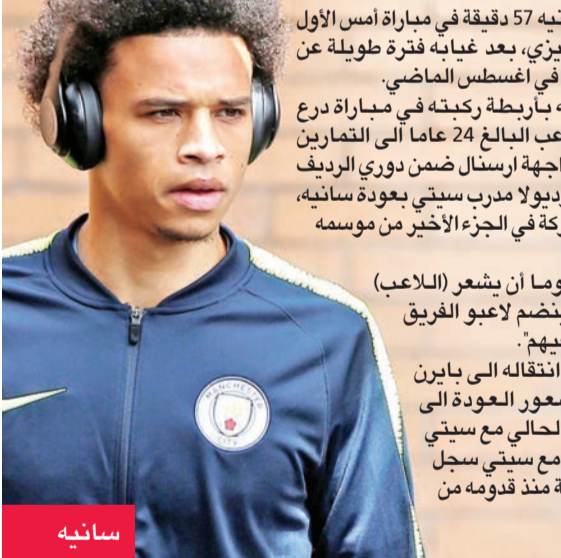 نيه 57 دقيقة في مباراة أمس الأول
يزي، بعد غيابه فترة طويلة عن
في اغسطس الماضي.
ه بأربطة ركبته في مباراة درع
عب البالغ 24 عاما الى التمارين
اجهة ارسنال ضمن دوري الرديف
رديولا مدرب سيتي بعودة سانيه،
ركة في الجزء الأخير من موسمه
وما أن يشعر (اللاعب)
ينضم لاعبو الفريق
يهم".
انتقاله الى بايرن
معور العودة الى
لحالي مع سيتي
مع سيتي سجل
ة منذ قدومه من
MANCHESTER
CITY
سانيه